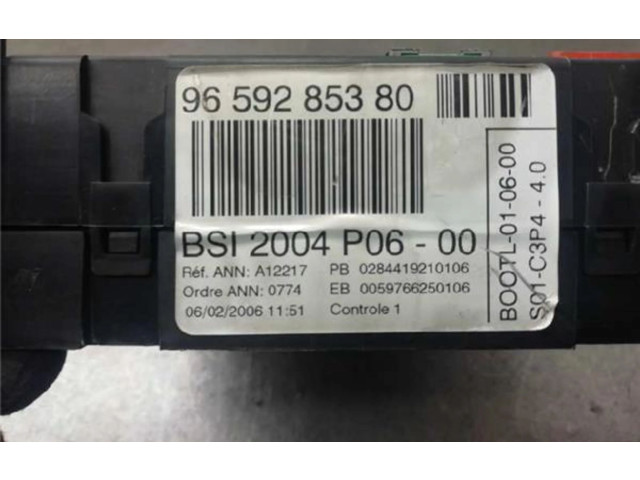 96 592 853 80
BSI 2004 P06 - 00
Réf. ANN: A12217 PB 0284419210106
Ordre ANN: 0774 EB 0059766250106
06/02/2006 11:51 Controle 1
BOOTL-01-06-00
S01-C3P4 - 4.0